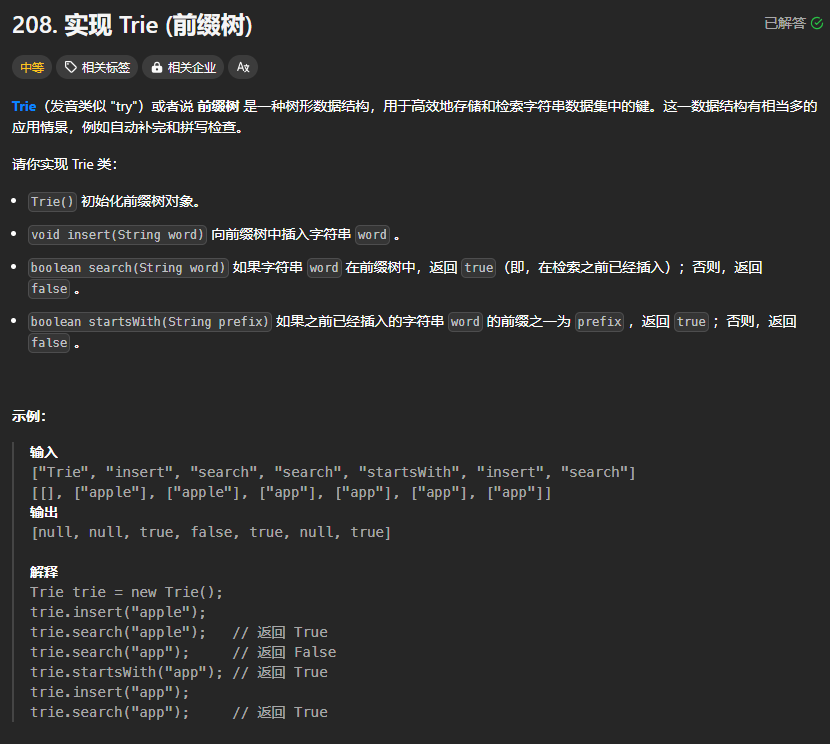 208. 实现 Trie (前缀树)
已解答
中等 相关标签 相关企业 Az
Trie（发音类似 "try"）或者说 前缀树 是一种树形数据结构，用于高效地存储和检索字符串数据集中的键。这一数据结构有相当多的
应用情景，例如自动补完和拼写检查。
请你实现 Trie 类：
• Trie() 初始化前缀树对象。
• void insert(String word) 向前缀树中插入字符串 word 。
• boolean search(String word) 如果字符串 word 在前缀树中，返回 true（即，在检索之前已经插入）；否则，返回
false 。
• boolean startsWith(String prefix) 如果之前已经插入的字符串 word 的前缀之一为 prefix ，返回 true ；否则，返回
false 。
示例：
输入
["Trie", "insert", "search", "search", "startsWith", "insert", "search"]
[[], ["apple"], ["apple"], ["app"], ["app"], ["app"], ["app"]]
输出
[null, null, true, false, true, null, true]
解释
Trie trie = new Trie();
trie.insert("apple");
trie.search("apple");   // 返回 True
trie.search("app");     // 返回 False
trie.startsWith("app"); // 返回 True
trie.insert("app");
trie.search("app");     // 返回 True